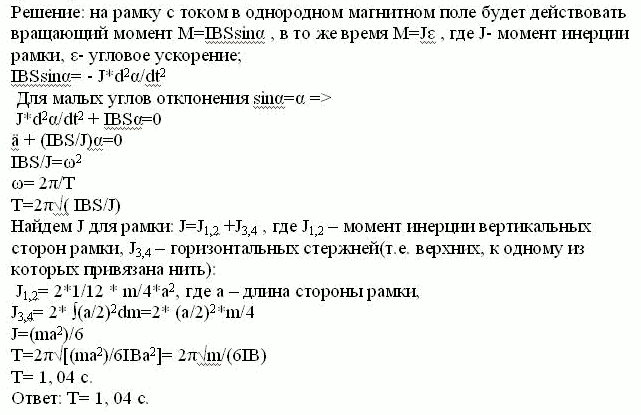 Решение: на рамку с током в однородном магнитном поле будет действовать
вращающий момент M=IBSsinα , в то же время M=Jε , где J- момент инерции
рамки, ε- угловое ускорение;
IBSsinα= - J*d²α/dt²
Для малых углов отклонения sinα=α =>
J*d²α/dt² + IBSα=0
ä + (IBS/J)α=0
IBS/J=ω²
ω= 2π/T
T=2π√( IBS/J)
Найдем J для рамки: J=J₁,₂ +J₃,₄ , где J₁,₂ – момент инерции вертикальных
сторон рамки, J₃,₄ – горизонтальных стержней(т.е. верхних, к одному из
которых привязана нить):
J₁,₂= 2*1/12 * m/4*a², где a – длина стороны рамки,
J₃,₄= 2* ∫(a/2)²dm=2* (a/2)²*m/4
J=(ma²)/6
T=2π√[(ma²)/6IBa²]= 2π√m/(6IB)
T= 1, 04 с.
Ответ: T= 1, 04 с.